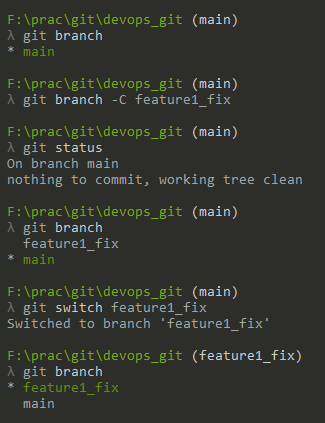 F:\prac\git\devops_git (main)
λ git branch
* main
F:\prac\git\devops_git (main)
λ git branch -C feature1_fix
F:\prac\git\devops_git (main)
λ git status
On branch main
nothing to commit, working tree clean
F:\prac\git\devops_git (main)
λ git branch
  feature1_fix
* main
F:\prac\git\devops_git (main)
λ git switch feature1_fix
Switched to branch 'feature1_fix'
F:\prac\git\devops_git (feature1_fix)
λ git branch
* feature1_fix
  main